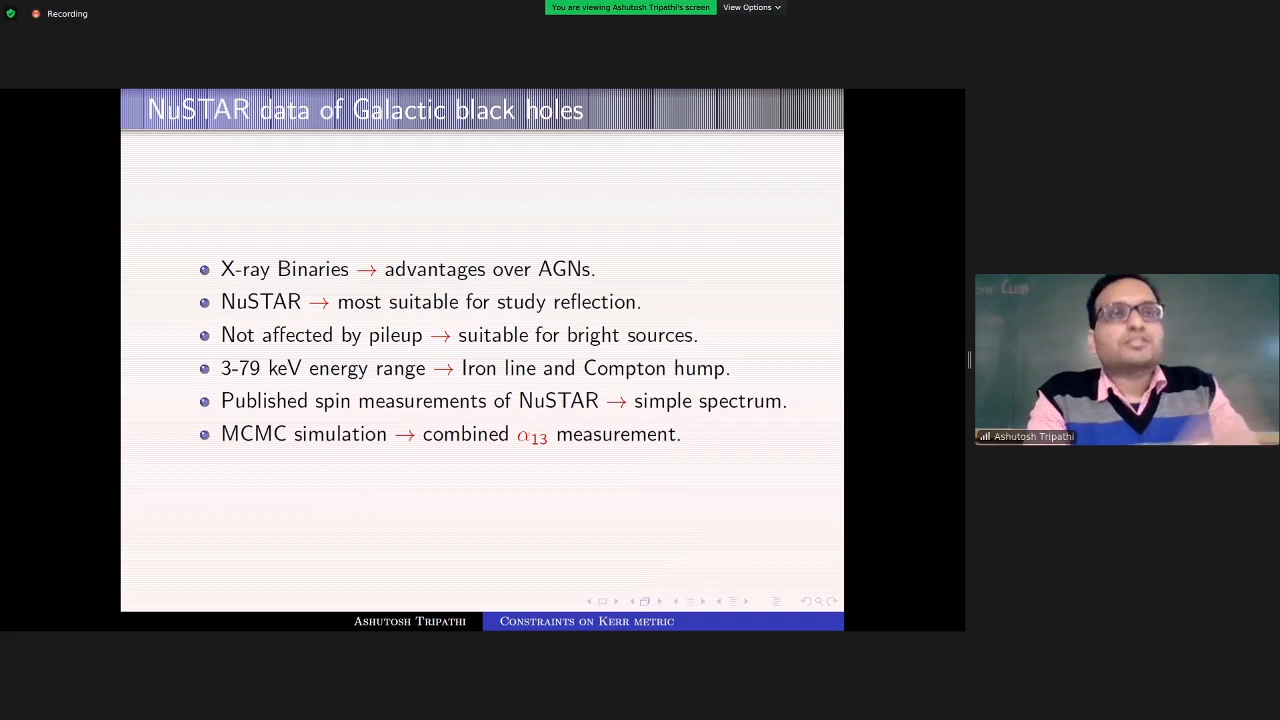 Recording
You are viewing Ashutosh Tripathi's screen
View Options
NuSTAR data of Galactic black holes
X-ray Binaries → advantages over AGNs.
NuSTAR → most suitable for study reflection.
Not affected by pileup → suitable for bright sources.
3-79 keV energy range → Iron line and Compton hump.
Published spin measurements of NuSTAR → simple spectrum.
MCMC simulation → combined α₁₃ measurement.
Club
Ashutosh Tripathi
Ashutosh Tripathi
Constraints on Kerr metric